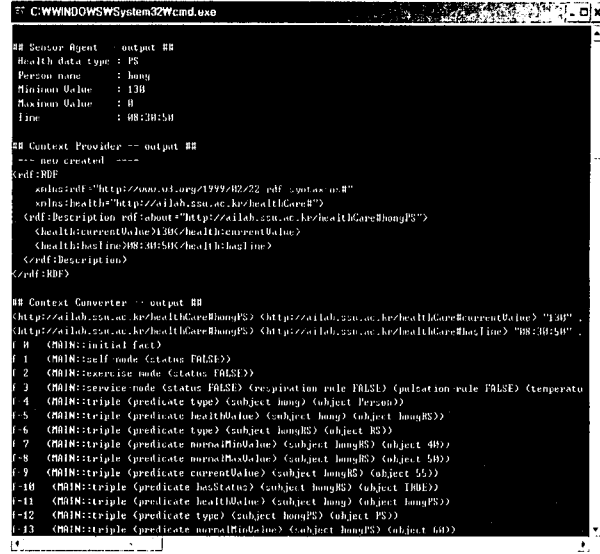 C:₩WINDOWS₩System32₩cmd.exe
## Sensor Agent -- output ##
Health data type : PS
Person name : hong
Mininun Value : 130
Maxinun Value : 0
Time : 08:30:50
## Context Provider -- output ##
---- new created ----
<rdf:RDF
xmlns:rdf="http://www.w3.org/1999/02/22-rdf-syntax-ns#"
xmlns:health="http://ailab.ssu.ac.kr/healthCare#">
<rdf:Description rdf:about="http://ailab.ssu.ac.kr/healthCare#hongPS">
<health:currentValue>130</health:currentValue>
<health:hasTime>08:30:50</health:hasTime>
</rdf:Description>
</rdf:RDF>
## Context Converter -- output ##
<http://ailab.ssu.ac.kr/healthCare#hongPS> <http://ailab.ssu.ac.kr/healthCare#currentValue> "130" .
<http://ailab.ssu.ac.kr/healthCare#hongPS> <http://ailab.ssu.ac.kr/healthCare#hasTime> "08:30:50" .
f-0 (MAIN::initial-fact)
f-1 (MAIN::self-mode (status FALSE))
f-2 (MAIN::exercise-mode (status FALSE))
f-3 (MAIN::service-mode (status FALSE) (respiration-rule FALSE) (pulsation-rule FALSE) (temperatu
f-4 (MAIN::triple (predicate type) (subject hong) (object Person))
f-5 (MAIN::triple (predicate healthValue) (subject hong) (object hongRS))
f-6 (MAIN::triple (predicate type) (subject hongRS) (object RS))
f-7 (MAIN::triple (predicate normalMinValue) (subject hongRS) (object 40))
f-8 (MAIN::triple (predicate normalMaxValue) (subject hongRS) (object 50))
f-9 (MAIN::triple (predicate currentValue) (subject hongRS) (object 55))
f-10 (MAIN::triple (predicate hasStatus) (subject hongRS) (object TRUE))
f-11 (MAIN::triple (predicate healthValue) (subject hong) (object hongPS))
f-12 (MAIN::triple (predicate type) (subject hongPS) (object PS))
f-13 (MAIN::triple (predicate normalMinValue) (subject hongPS) (object 60))